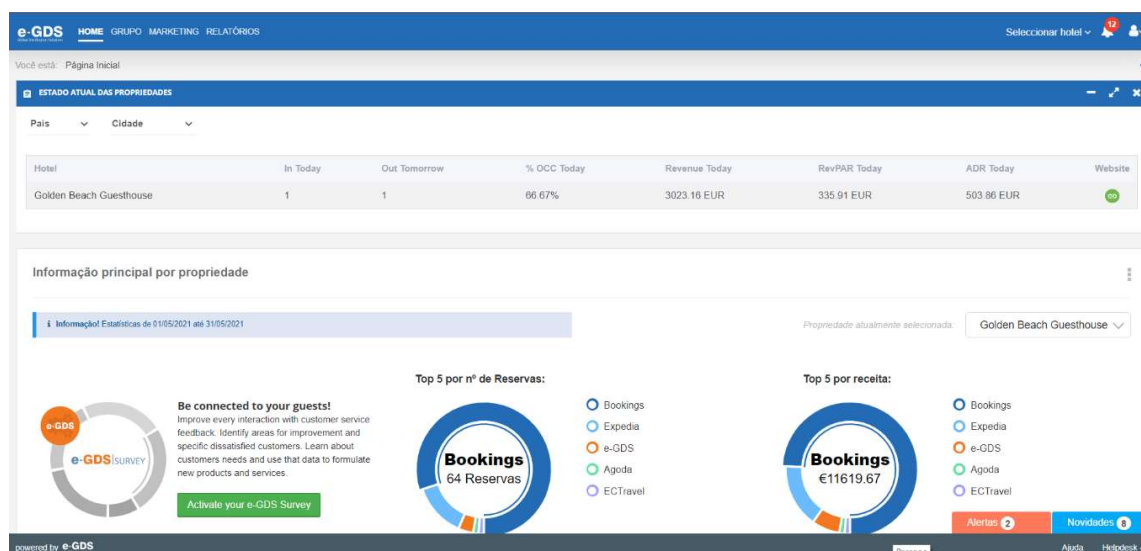 e-GDS HOME GRUPO MARKETING RELATÓRIOS Seleccionar hotel 12
Você está: Página Inicial
ESTADO ATUAL DAS PROPRIEDADES
País Cidade
Hotel In Today Out Tomorrow % OCC Today Revenue Today RevPAR Today ADR Today Website
Golden Beach Guesthouse 1 1 66.67% 3023.16 EUR 335.91 EUR 503.86 EUR
Informação principal por propriedade
i Informação! Estatísticas de 01/05/2021 até 31/05/2021
Propriedade atualmente selecionada: Golden Beach Guesthouse
Top 5 por nº de Reservas:
Top 5 por receita:
e-GDS
e-GDS|SURVEY
Be connected to your guests!
Improve every interaction with customer service
feedback. Identify areas for improvement and
specific dissatisfied customers. Learn about
customers needs and use that data to formulate
new products and services.
Activate your e-GDS Survey
Bookings
64 Reservas
Bookings
Expedia
e-GDS
Agoda
ECTravel
Bookings
€11619.67
Bookings
Expedia
e-GDS
Agoda
ECTravel
Alertas 2 Novidades 8
powered by e-GDS Ajuda Helpdesk